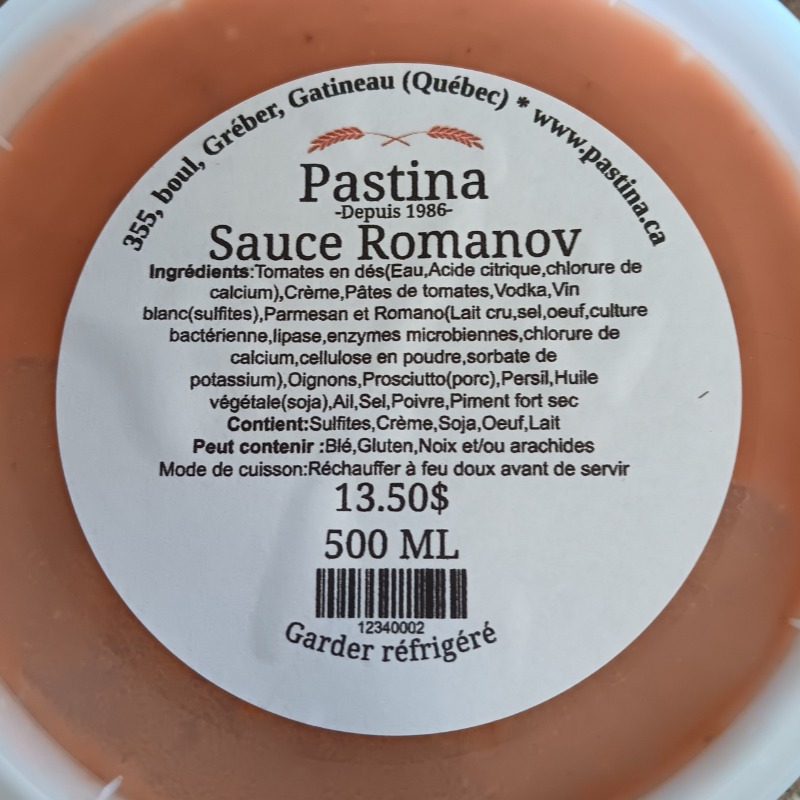 355, boul, Gréber, Gatineau (Québec) * www.pastina.ca
Pastina
-Depuis 1986-
Sauce Romanov
Ingrédients:Tomates en dés(Eau,Acide citrique,chlorure de
calcium),Crème,Pâtes de tomates,Vodka,Vin
blanc(sulfites),Parmesan et Romano(Lait cru,sel,oeuf,culture
bactérienne,lipase,enzymes microbiennes,chlorure de
calcium,cellulose en poudre,sorbate de
potassium),Oignons,Prosciutto(porc),Persil,Huile
végétale(soja),Ail,Sel,Poivre,Piment fort sec
Contient:Sulfites,Crème,Soja,Oeuf,Lait
Peut contenir :Blé,Gluten,Noix et/ou arachides
Mode de cuisson:Réchauffer à feu doux avant de servir
13.50$
500 ML
12340002
Garder réfrigéré